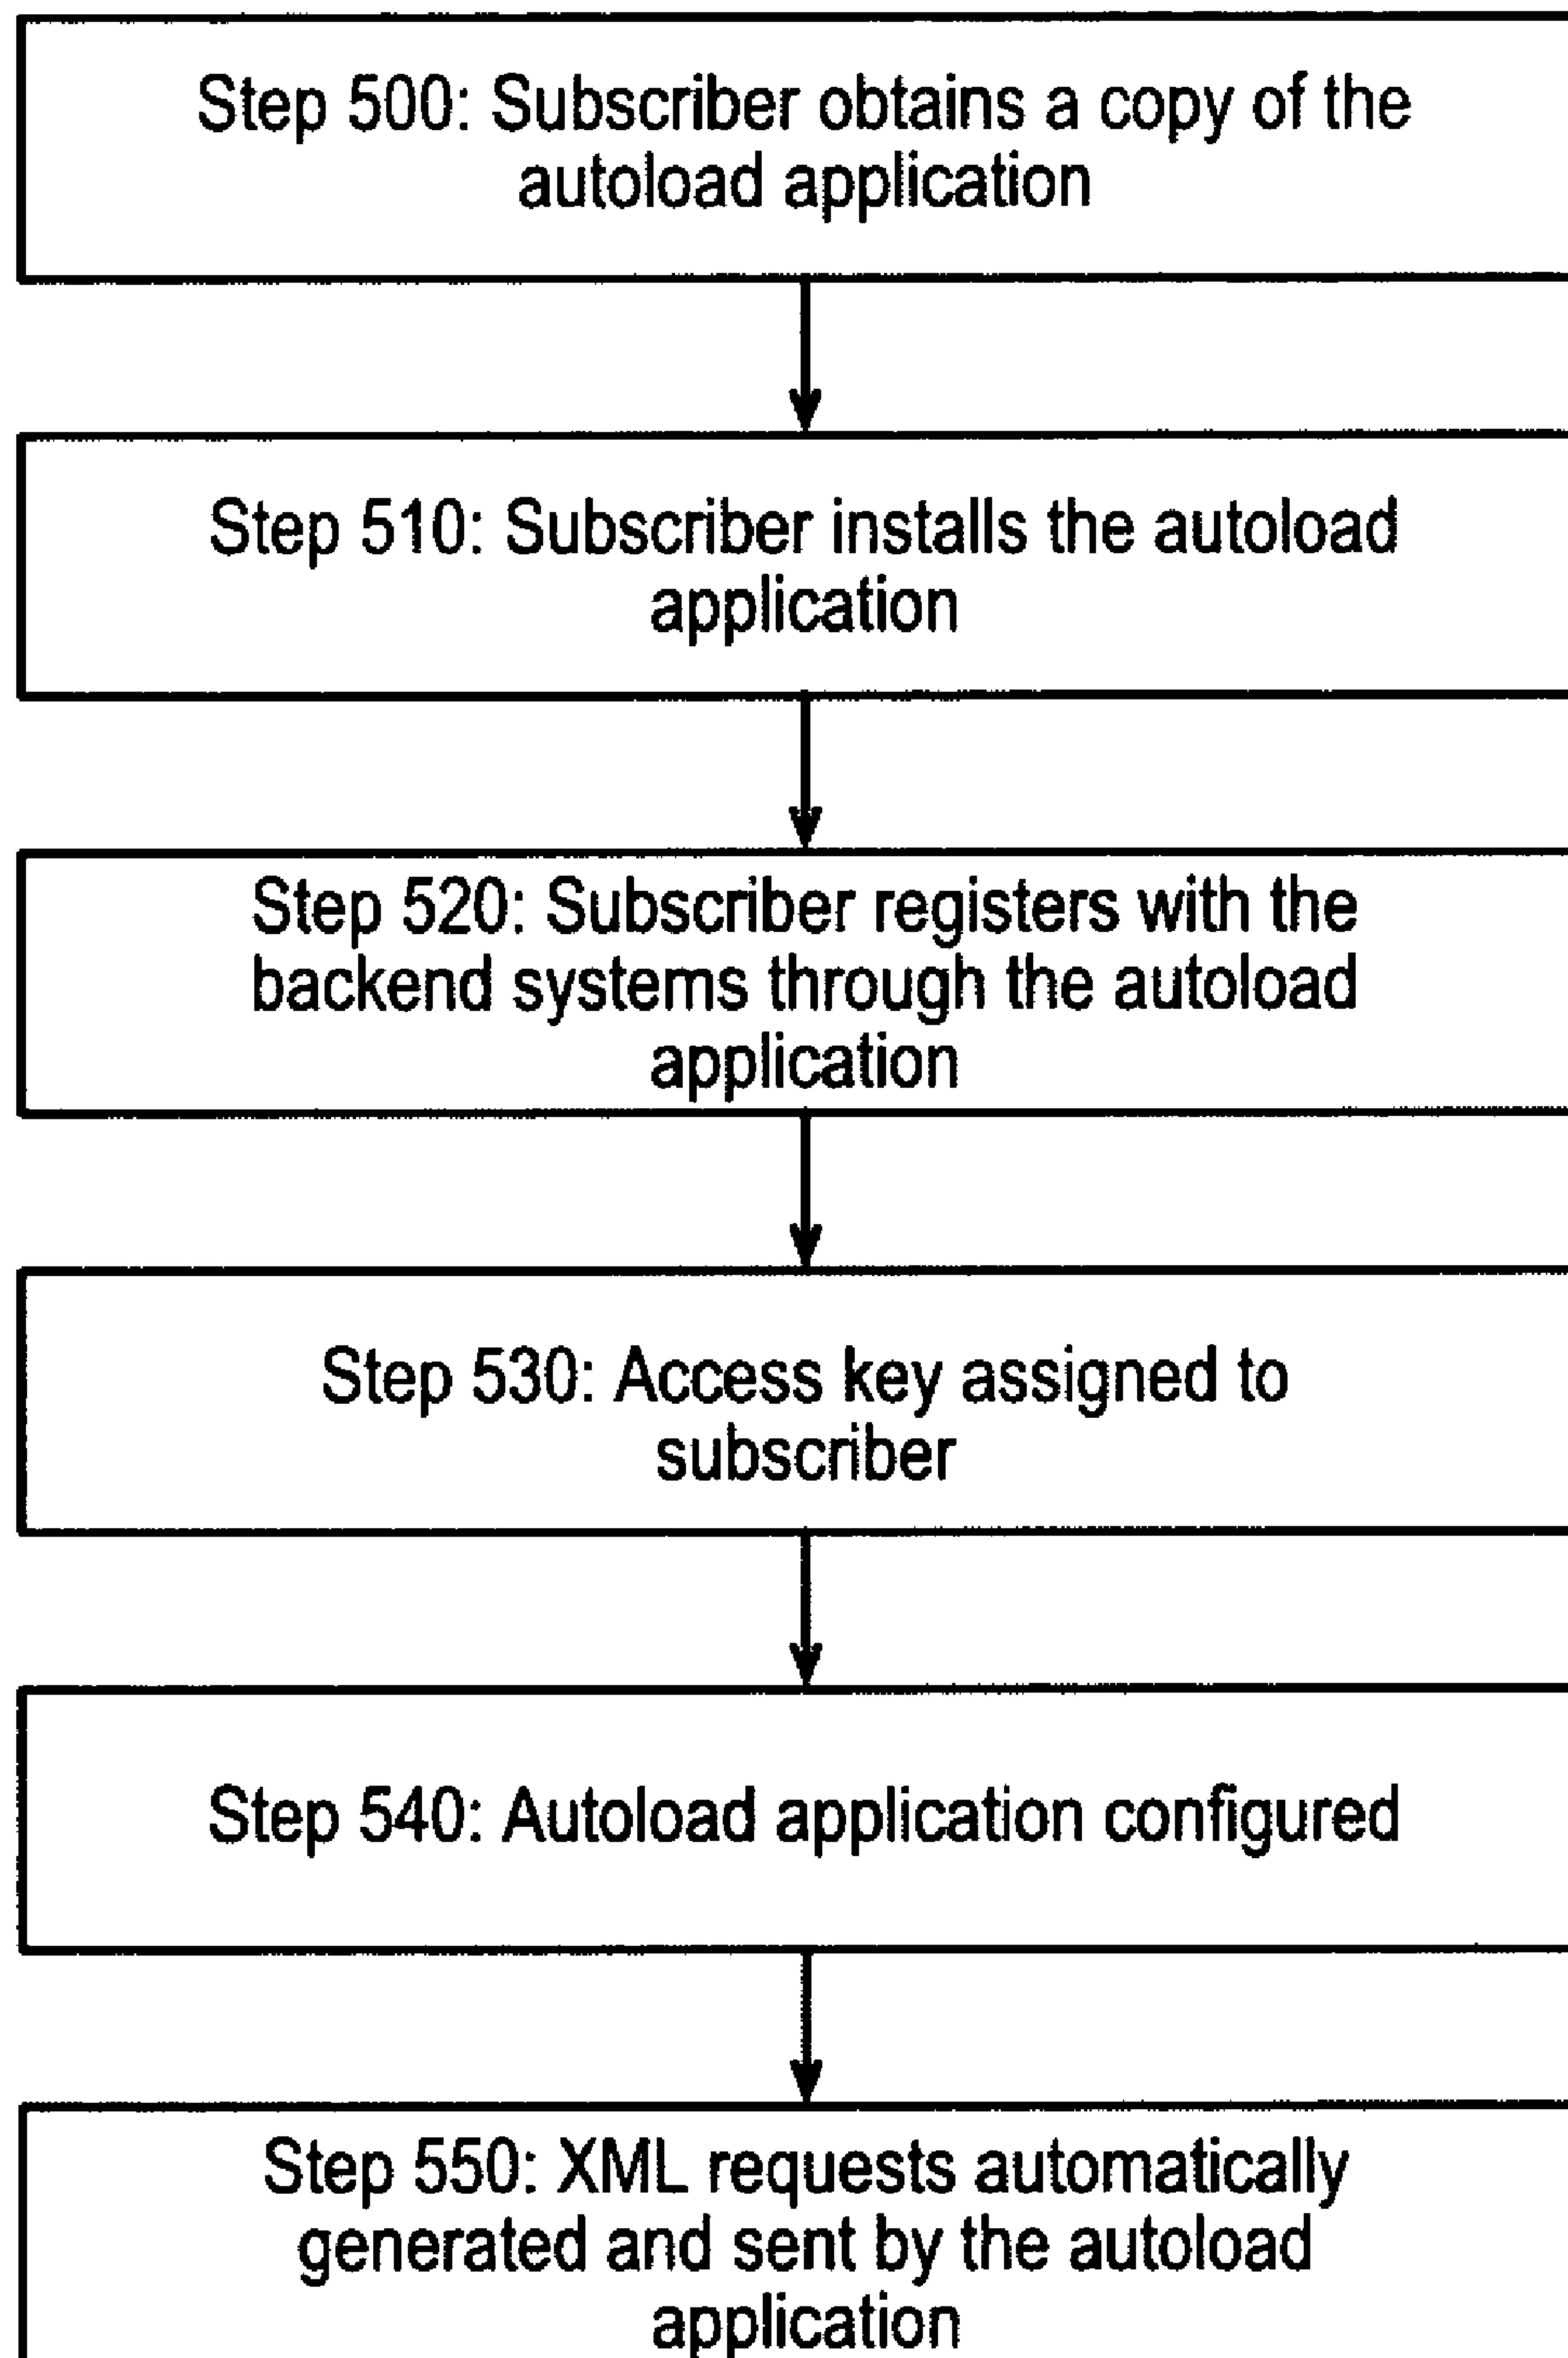 Step 500: Subscriber obtains a copy of the
autoload application
Step 510: Subscriber installs the autoload
application
Step 520: Subscriber registers with the
backend systems through the autoload
application
Step 530: Access key assigned to
subscriber
Step 540: Autoload application configured
Step 550: XML requests automatically
generated and sent by the autoload
application